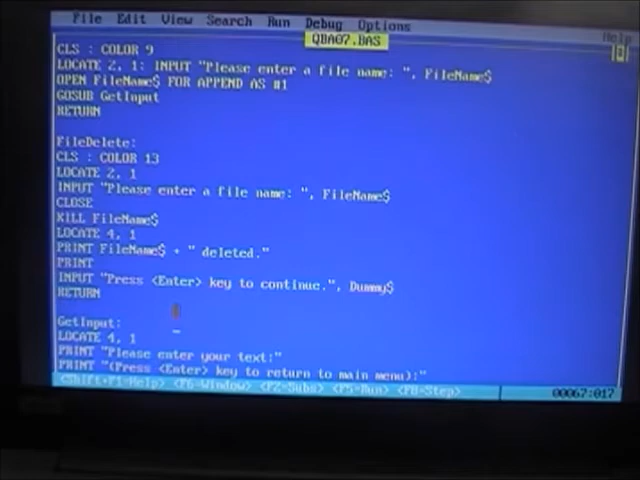 File Edit View Search Run Debug Options Help
QBA07.BAS
CLS : COLOR 9
LOCATE 2, 1: INPUT "Please enter a file name: ", FileName$
OPEN FileName$ FOR APPEND AS #1
GOSUB GetInput
RETURN
FileDelete:
CLS : COLOR 13
LOCATE 2, 1
INPUT "Please enter a file name: ", FileName$
CLOSE
KILL FileName$
LOCATE 4, 1
PRINT FileName$ + " deleted."
PRINT
INPUT "Press <Enter> key to continue.", Dummy$
RETURN
GetInput:
LOCATE 4, 1
PRINT "Please enter your text:"
PRINT "(Press <Enter> key to return to main menu):"
<Shift+F1=Help> <F6=Window> <F2=Subs> <F5=Run> <F8=Step> 00067:017